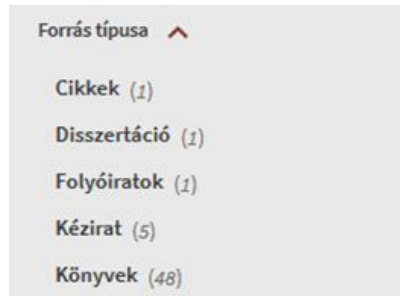 Forrás típusa
Cikkek (1)
Disszertáció (1)
Folyóiratok (1)
Kézirat (5)
Könyvek (48)